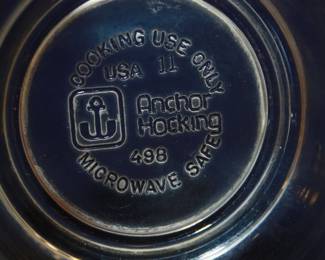 COOKING USE ONLY
USA 11
Anchor
Hocking
498
MICROWAVE SAFE